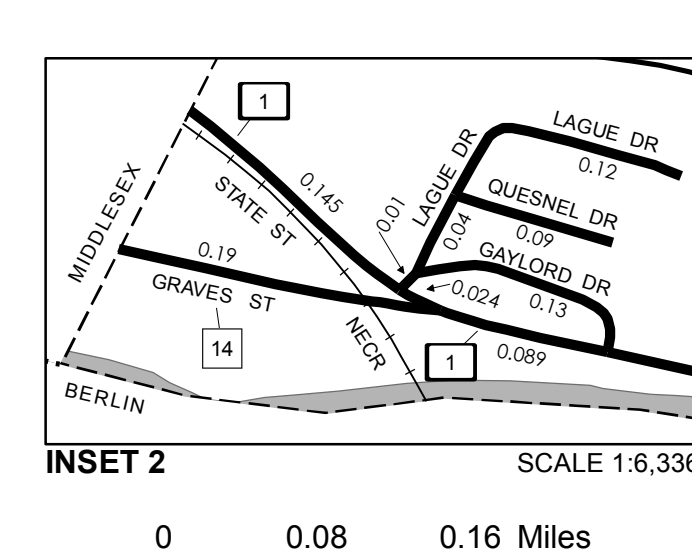 1
LAGUE DR
0.12
LAGUE DR
0.145
STATE ST
MIDDLESEX
0.01
QUESNEL DR
0.04
0.09
0.19
GAYLORD DR
GRAVES ST
0.024
0.13
14
NECR
1
0.089
BERLIN
INSET 2
SCALE 1:6,336
0 0.08 0.16 Miles